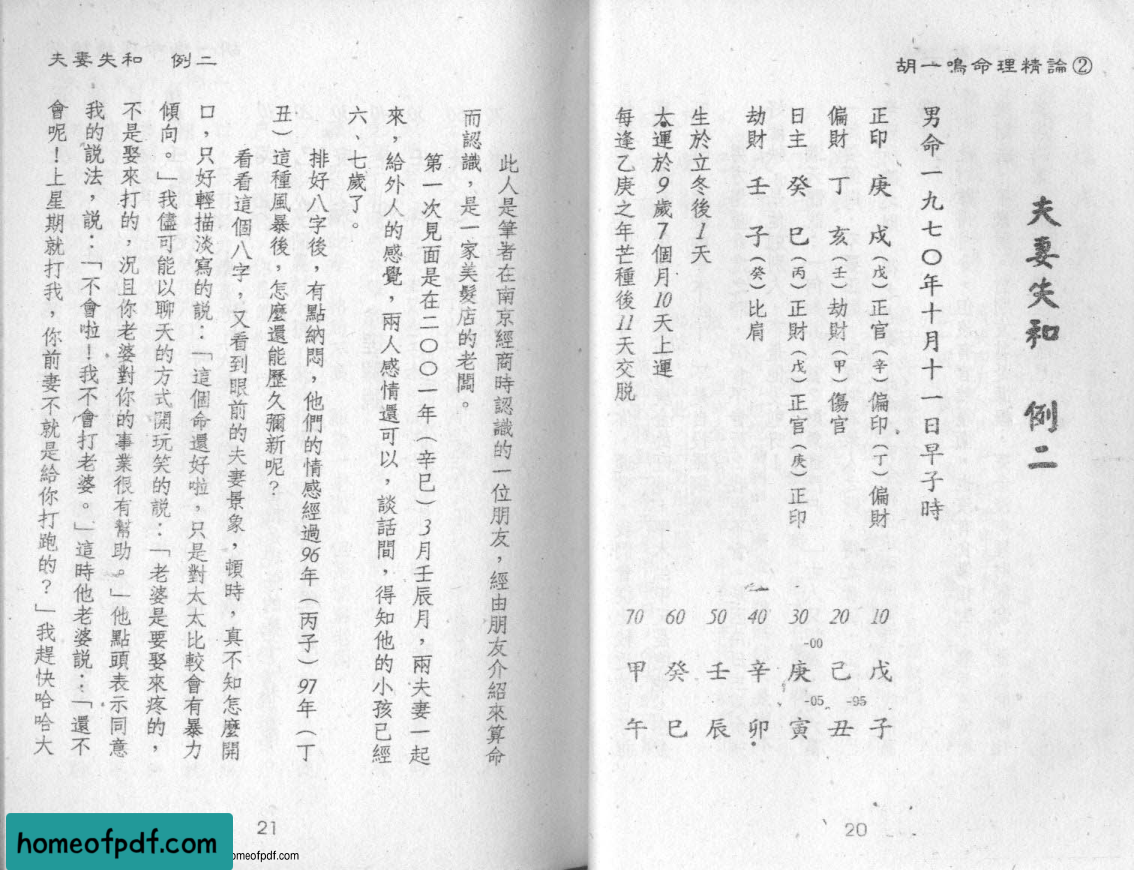 胡一鳴命理精論②
夫妻失和　例二
男命一九七〇年十月十一日早子時
正印　庚　戌（戊）正官（辛）偏印（丁）偏財
偏財　丁　亥（壬）劫財（甲）傷官
日主　癸　巳（丙）正財（戊）正官（庚）正印
劫財　壬　子（癸）比肩
生於立冬後1天
大運於9歲7個月10天上運
每逢乙庚之年芒種後11天交脱
70　60　50　40　30　20　10
-00
甲　癸　壬　辛　庚　己　戊
-05　-95
午　巳　辰　卯　寅　丑　子
20
夫妻失和　例二
此人是筆者在南京經商時認識的一位朋友，經由朋友介紹來算命
而認識，是一家美髮店的老闆。
第一次見面是在二〇〇一年（辛巳）3月壬辰月，兩夫妻一起
來，給外人的感覺，兩人感情還可以，談話間，得知他的小孩已經
六、七歲了。
排好八字後，有點納悶，他們的情感經過96年（丙子）97年（丁
丑）這種風暴後，怎麼還能歷久彌新呢？
看看這個八字，又看到眼前的夫妻景象，頓時，真不知怎麼開
口，只好輕描淡寫的說：「這個命還好啦，只是對太太比較會有暴力
傾向。」我儘可能以聊天的方式開玩笑的說：「老婆是要娶來疼的，
不是娶來打的，況且你老婆對你的事業很有幫助。」他點頭表示同意
我的說法，說：「不會啦！我不會打老婆。」這時他老婆說：「還不
會呢！上星期就打我，你前妻不就是給你打跑的？」我趕快哈哈大
21
homeofpdf.com
omeofpdf.com